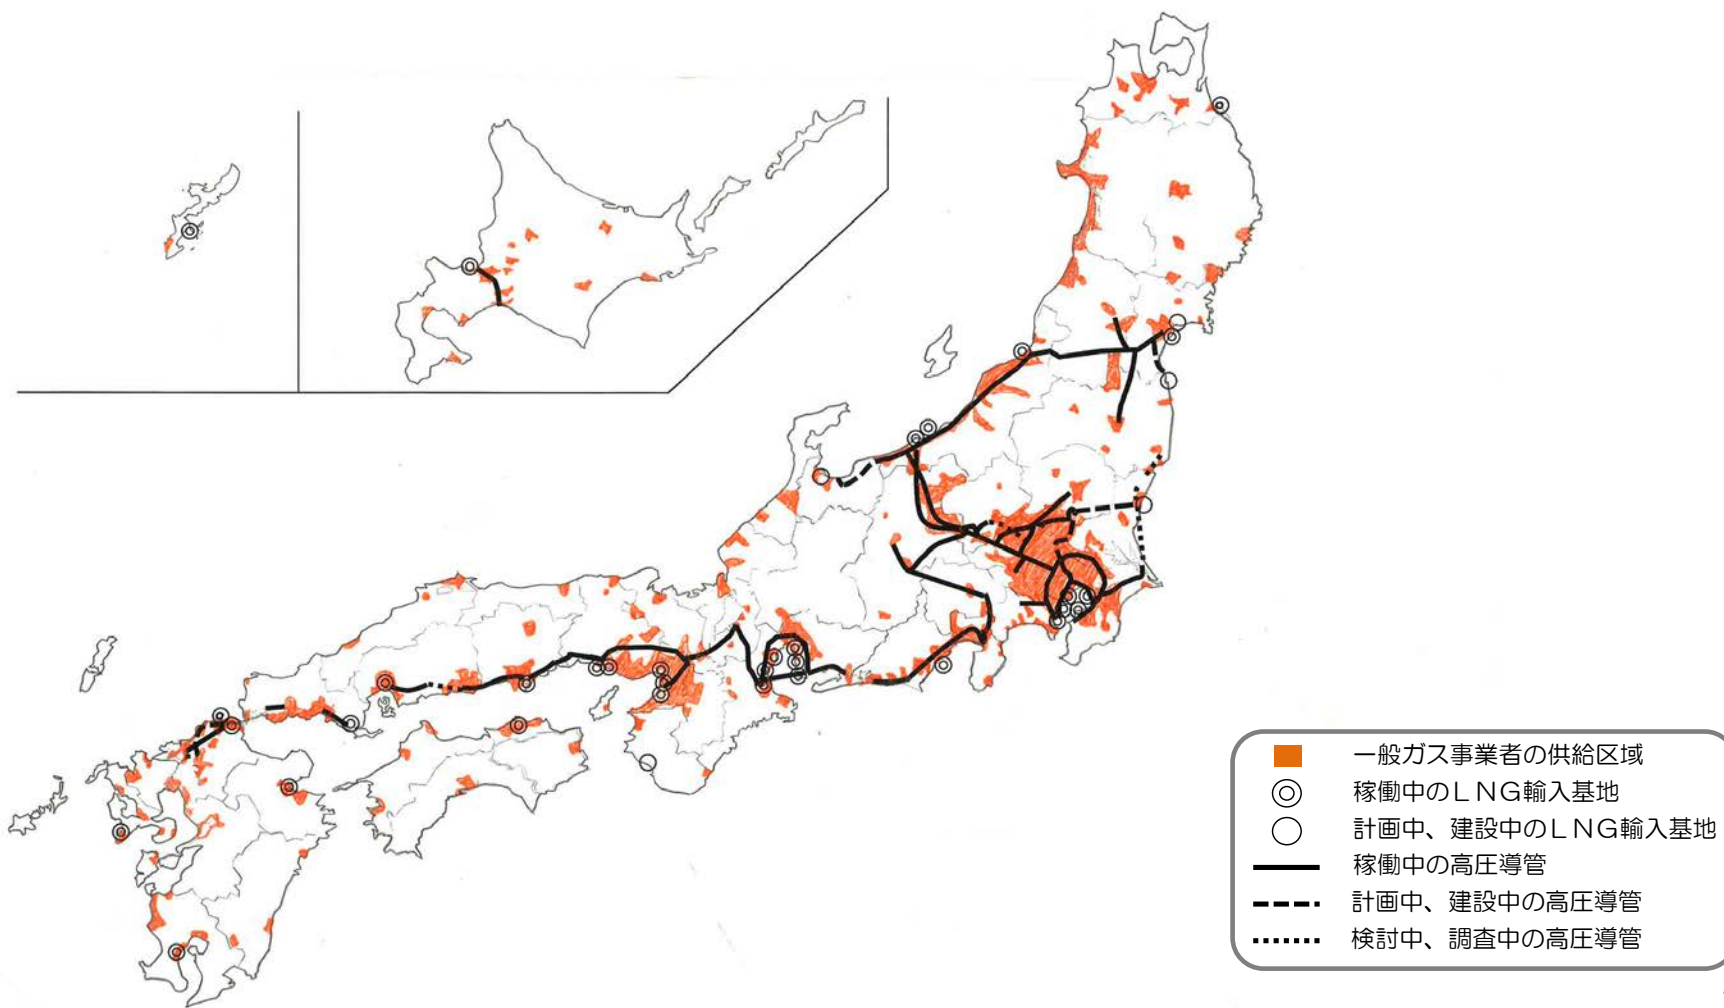 一般ガス事業者の供給区域
稼働中のLNG輸入基地
計画中、建設中のLNG輸入基地
稼働中の高圧導管
計画中、建設中の高圧導管
検討中、調査中の高圧導管